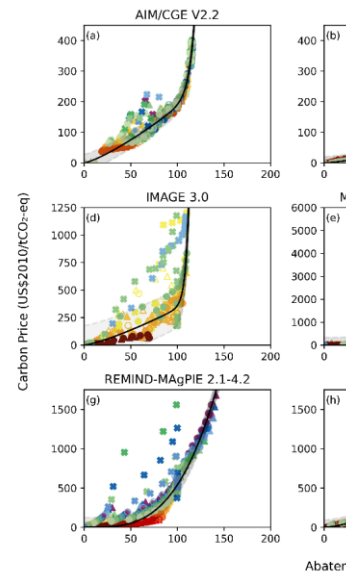 AIM/CGE V2.2
(a)
(b)
400
300
200
100
0
0 50 100 150 200
IMAGE 3.0
M
(d)
(e)
1250
1000
750
500
250
0
6000
5000
4000
3000
2000
1000
0
0 50 100 150 200
Carbon Price (US$2010/tCO₂-eq)
REMIND-MAgPIE 2.1-4.2
(g)
(h)
1500
1000
500
0
0 50 100 150 200
Abatem